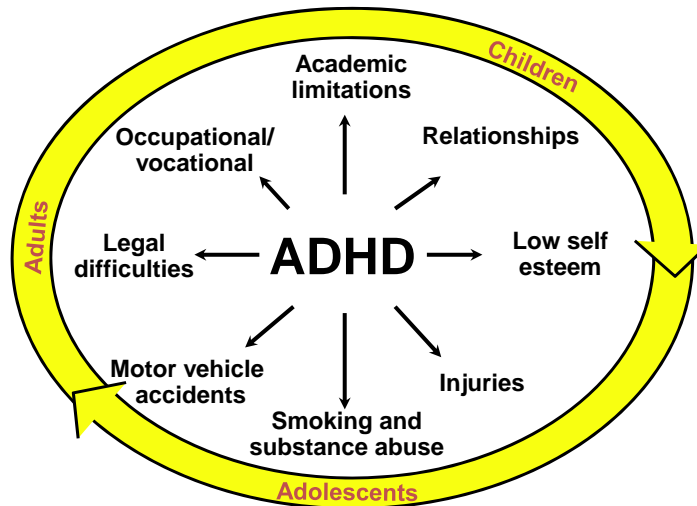 Children
Academic
limitations
Occupational/
vocational
Relationships
Adults
Legal
difficulties
ADHD
Low self
esteem
Motor vehicle
accidents
Injuries
Smoking and
substance abuse
Adolescents